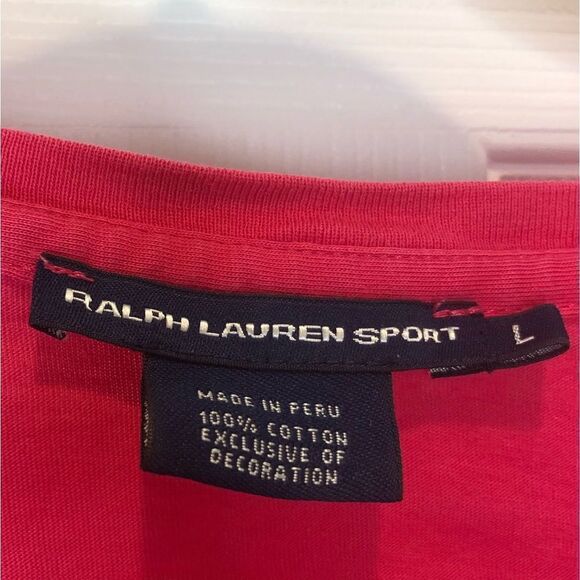 RALPH LAUREN SPORT
L
MADE IN PERU
100% COTTON
EXCLUSIVE OF
DECORATION